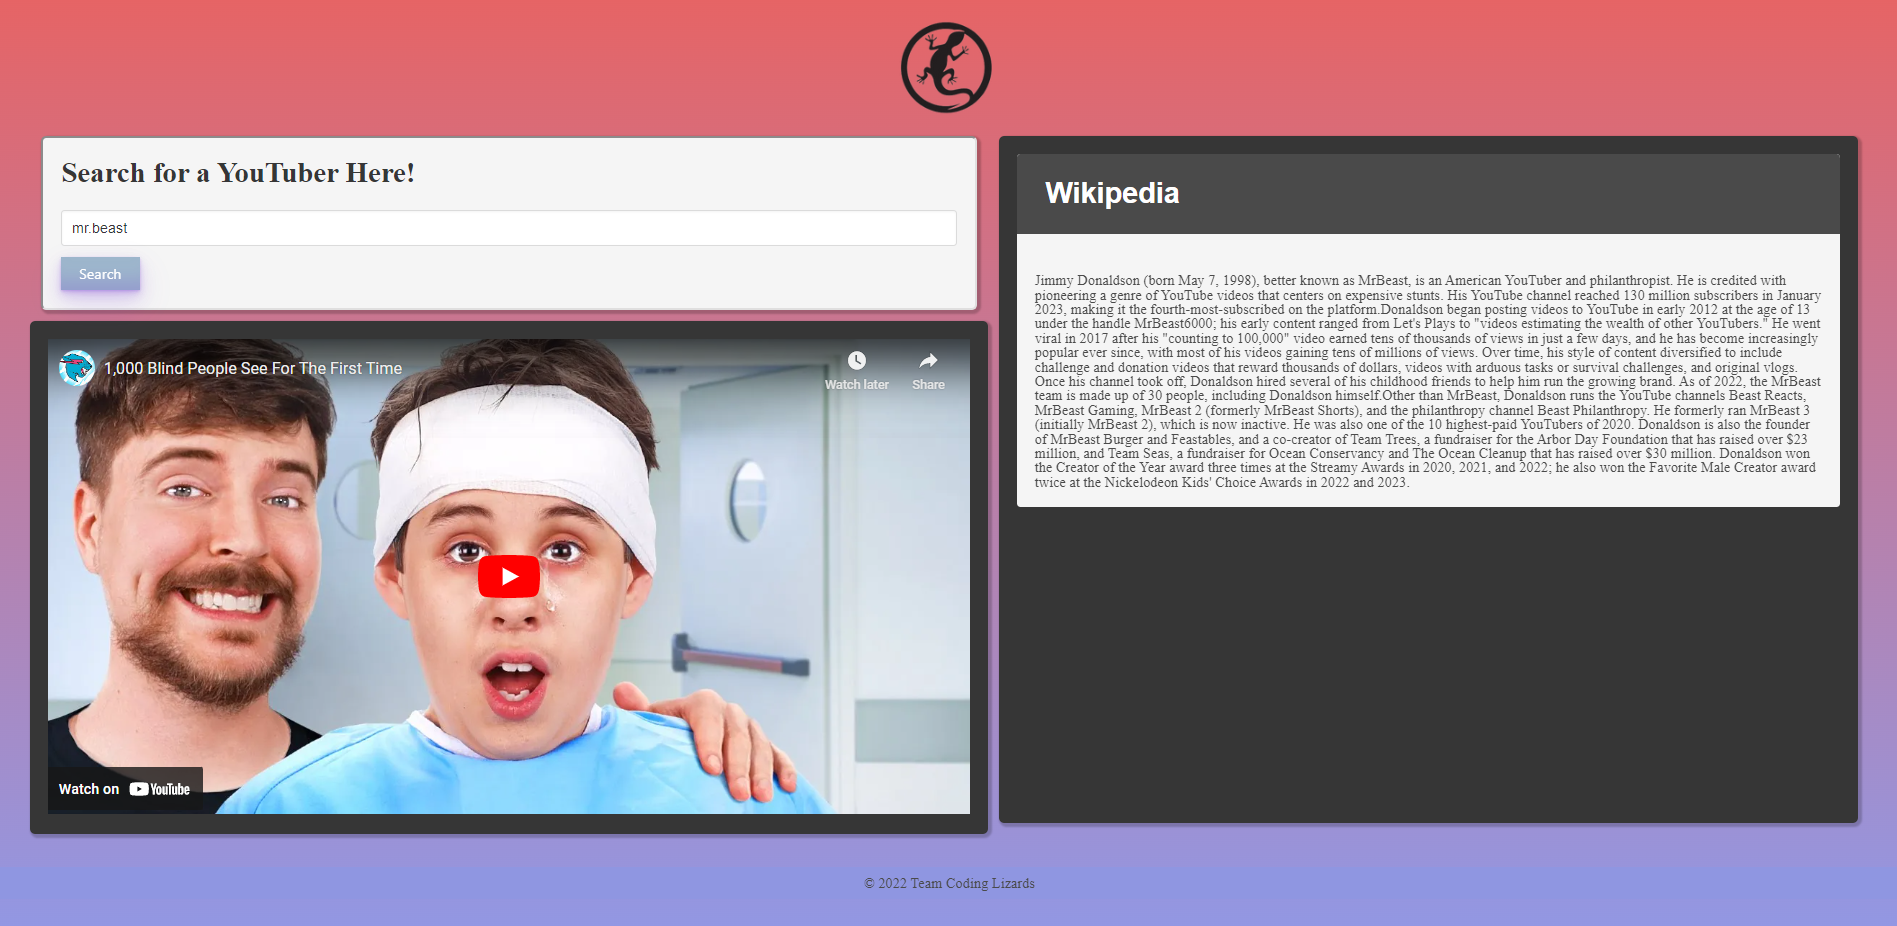 Search for a YouTuber Here!
mr.beast
Search
1,000 Blind People See For The First Time
Watch later
Share
Watch on YouTube
Wikipedia
Jimmy Donaldson (born May 7, 1998), better known as MrBeast, is an American YouTuber and philanthropist. He is credited with
pioneering a genre of YouTube videos that centers on expensive stunts. His YouTube channel reached 130 million subscribers in January
2023, making it the fourth-most-subscribed on the platform.Donaldson began posting videos to YouTube in early 2012 at the age of 13
under the handle MrBeast6000; his early content ranged from Let's Plays to "videos estimating the wealth of other YouTubers." He went
viral in 2017 after his "counting to 100,000" video earned tens of thousands of views in just a few days, and he has become increasingly
popular ever since, with most of his videos gaining tens of millions of views. Over time, his style of content diversified to include
challenge and donation videos that reward thousands of dollars, videos with arduous tasks or survival challenges, and original vlogs.
Once his channel took off, Donaldson hired several of his childhood friends to help him run the growing brand. As of 2022, the MrBeast
team is made up of 30 people, including Donaldson himself.Other than MrBeast, Donaldson runs the YouTube channels Beast Reacts,
MrBeast Gaming, MrBeast 2 (formerly MrBeast Shorts), and the philanthropy channel Beast Philanthropy. He formerly ran MrBeast 3
(initially MrBeast 2), which is now inactive. He was also one of the 10 highest-paid YouTubers of 2020. Donaldson is also the founder
of MrBeast Burger and Feastables, and a co-creator of Team Trees, a fundraiser for the Arbor Day Foundation that has raised over $23
million, and Team Seas, a fundraiser for Ocean Conservancy and The Ocean Cleanup that has raised over $30 million. Donaldson won
the Creator of the Year award three times at the Streamy Awards in 2020, 2021, and 2022; he also won the Favorite Male Creator award
twice at the Nickelodeon Kids' Choice Awards in 2022 and 2023.
© 2022 Team Coding Lizards